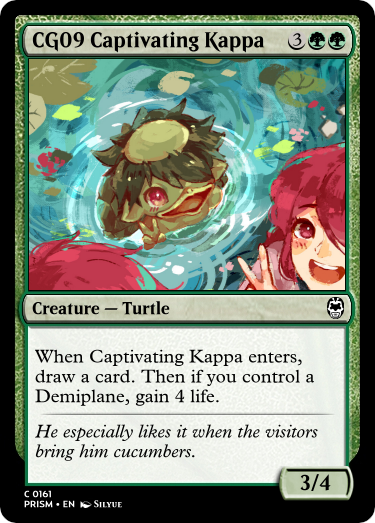 CG09 Captivating Kappa 3
Creature — Turtle
When Captivating Kappa enters,
draw a card. Then if you control a
Demiplane, gain 4 life.
He especially likes it when the visitors
bring him cucumbers.
3/4
C 0161
PRISM • EN Silyue